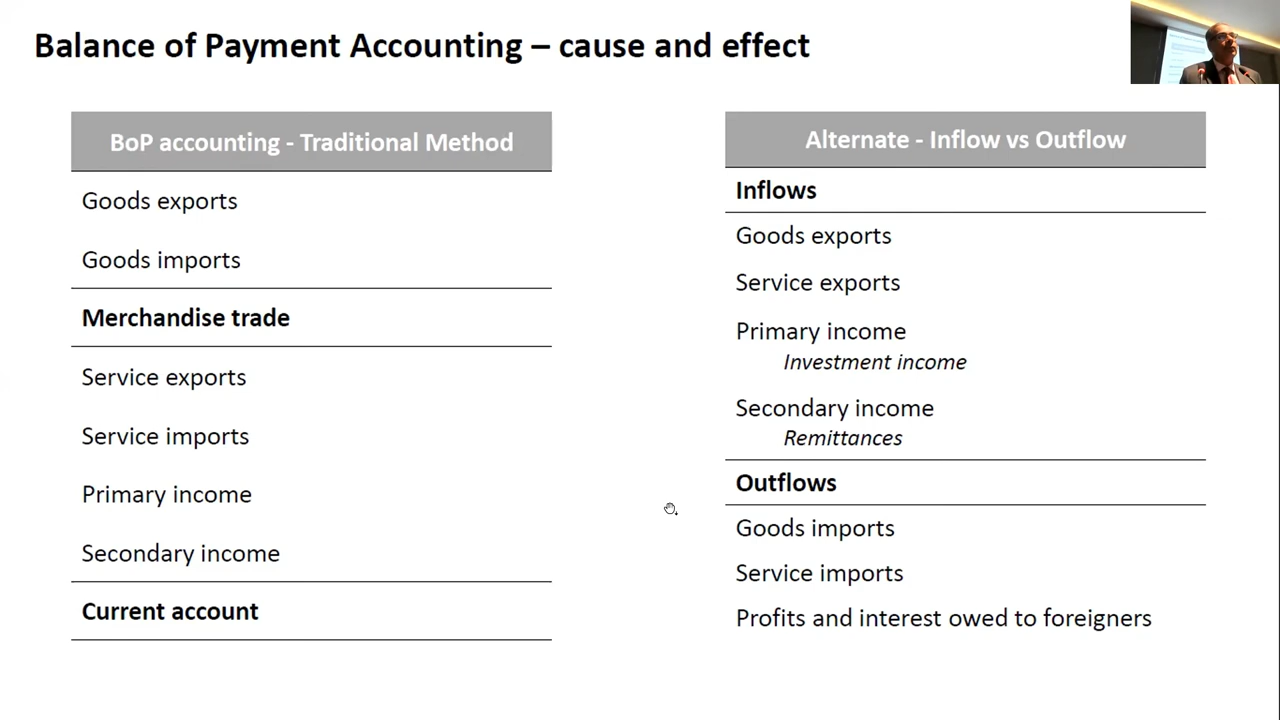 Balance of Payment Accounting – cause and effect
BoP accounting - Traditional Method
Goods exports
Goods imports
Merchandise trade
Service exports
Service imports
Primary income
Secondary income
Current account
Alternate - Inflow vs Outflow
Inflows
Goods exports
Service exports
Primary income
Investment income
Secondary income
Remittances
Outflows
Goods imports
Service imports
Profits and interest owed to foreigners